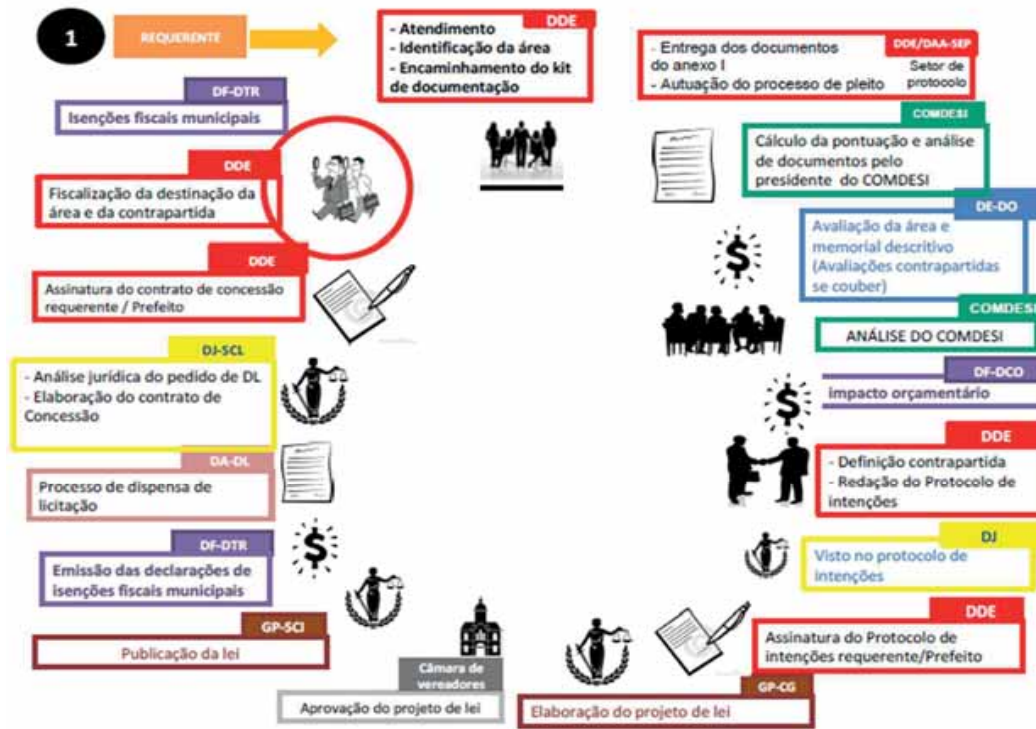 1
REQUERENTE
DDE
- Atendimento
- Identificação da área
- Encaminhamento do kit
de documentação
DDE/DAA-SEP
- Entrega dos documentos
do anexo I
- Autuação do processo de pleito
Setor de
protocolo
COMDESI
Cálculo da pontuação e análise
de documentos pelo
presidente do COMDESI
DE-DO
Avaliação da área e
memorial descritivo
(Avaliações contrapartidas
se couber)
COMDESI
ANÁLISE DO COMDESI
DF-DCO
impacto orçamentário
DDE
- Definição contrapartida
- Redação do Protocolo de
intenções
DJ
Visto no protocolo de
intenções
DDE
Assinatura do Protocolo de
intenções requerente/Prefeito
GP-CG
Elaboração do projeto de lei
Câmara de
vereadores
Aprovação do projeto de lei
GP-SCI
Publicação da lei
DF-DTR
Emissão das declarações de
isenções fiscais municipais
DA-DL
Processo de dispensa de
licitação
DJ-SCL
- Análise jurídica do pedido de DL
- Elaboração do contrato de
Concessão
DDE
Assinatura do contrato de concessão
requerente / Prefeito
DDE
Fiscalização da destinação da
área e da contrapartida
DF-DTR
Isenções fiscais municipais